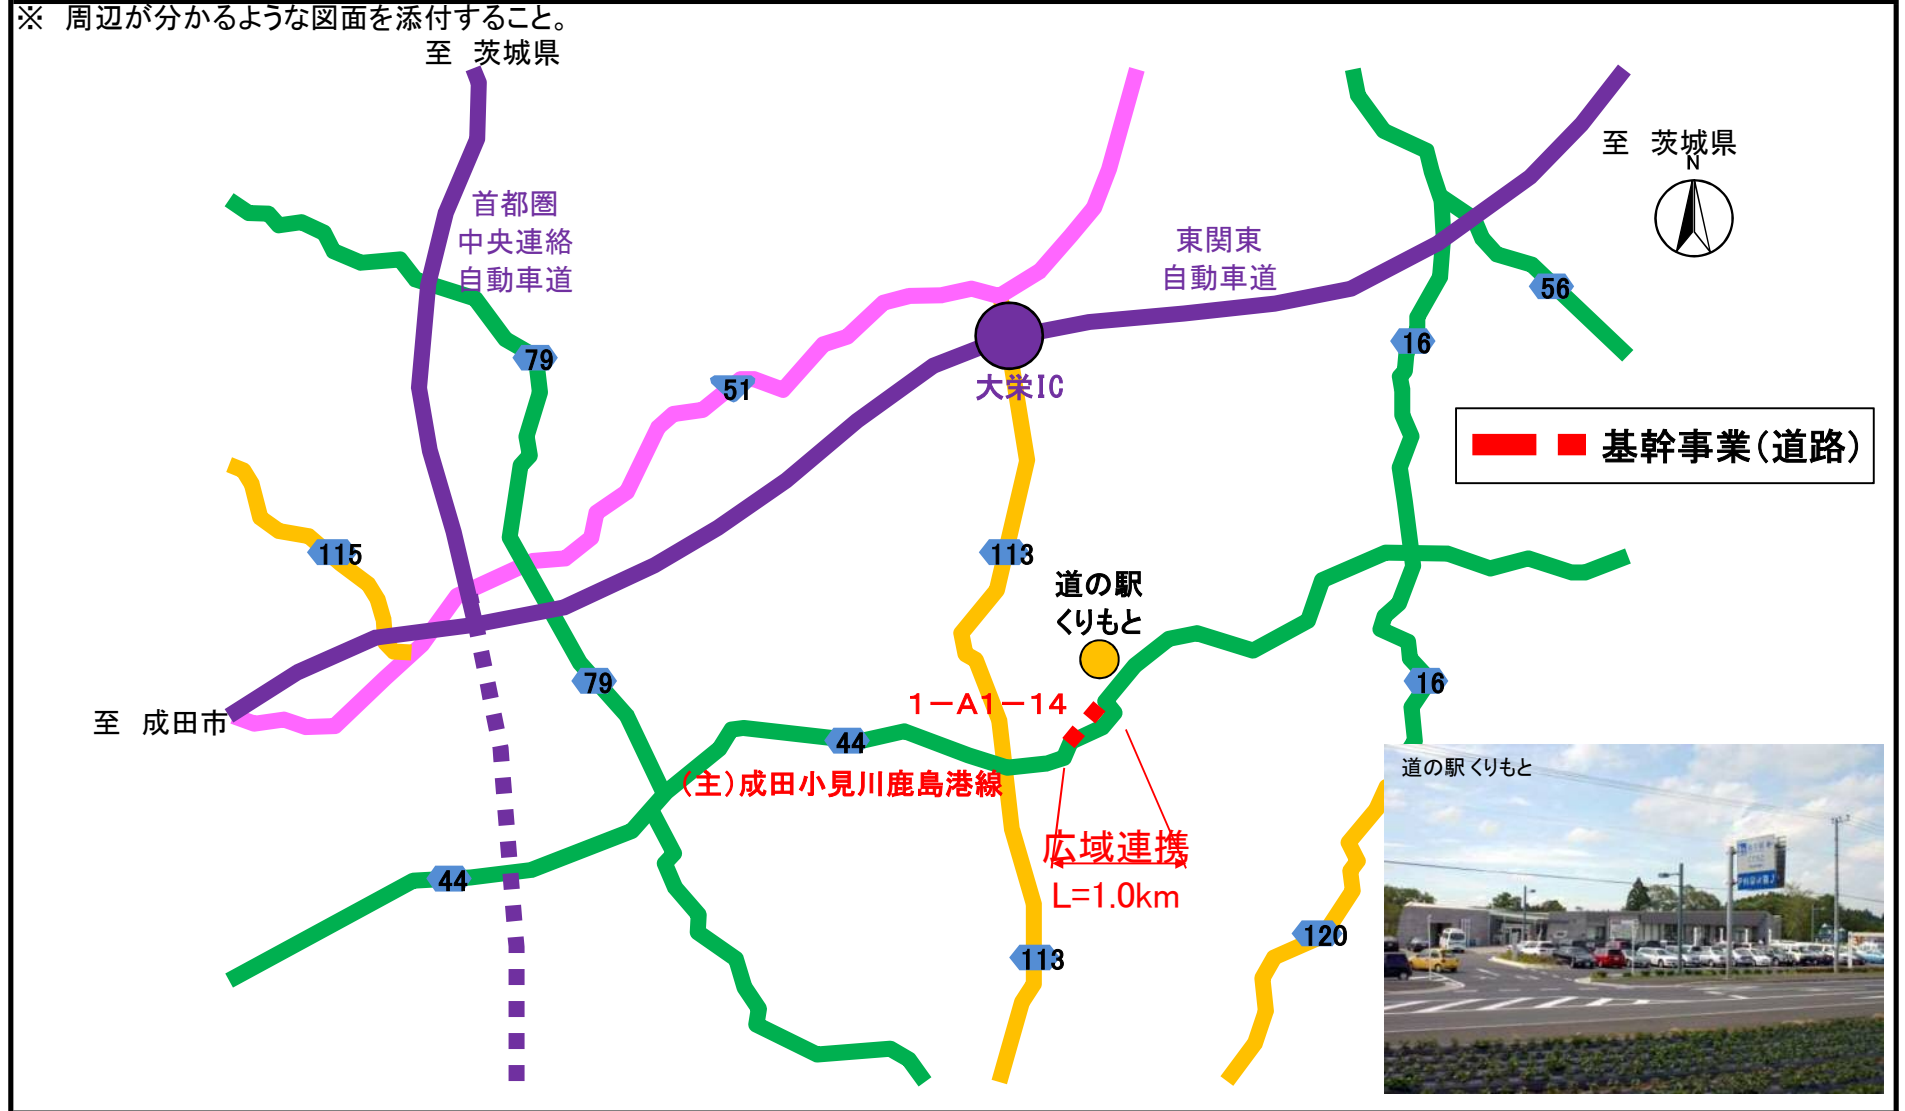 ※ 周辺が分かるような図面を添付すること。
至 茨城県
至 茨城県
N
首都圏
中央連絡
自動車道
東関東
自動車道
56
16
79
51
大栄IC
基幹事業(道路)
115
113
道の駅
くりもと
79
16
1－A1－14
至 成田市
44
(主)成田小見川鹿島港線
道の駅 くりもと
広域連携
44
L=1.0km
120
113